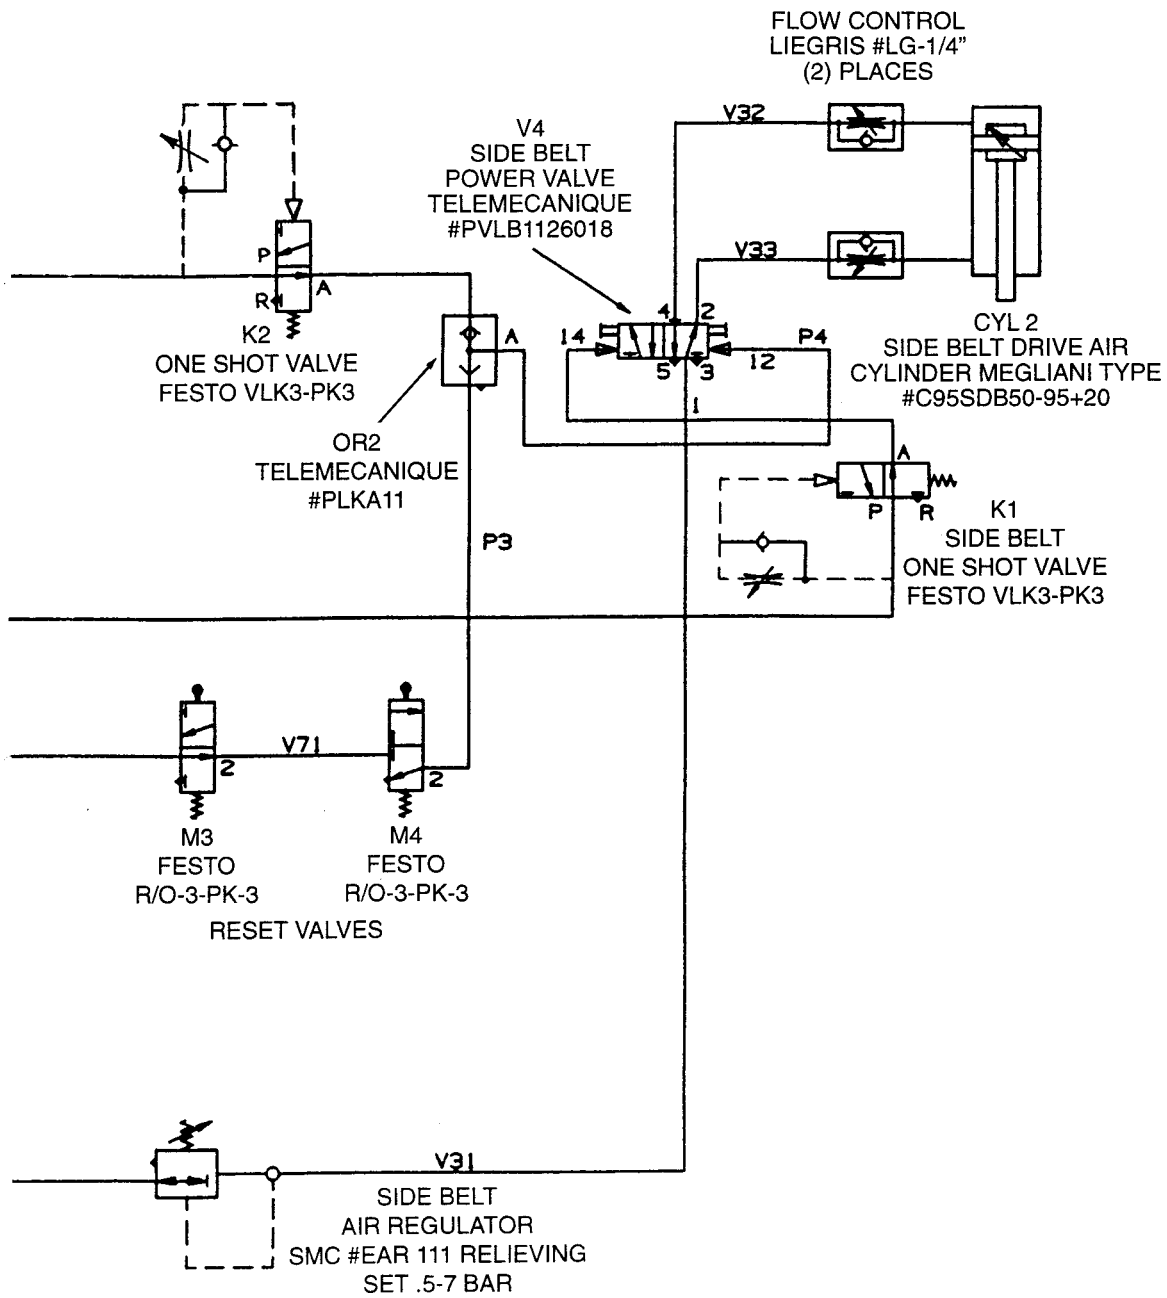 FLOW CONTROL
LIEGRIS #LG-1/4”
(2) PLACES
V32
V4
SIDE BELT
POWER VALVE
TELEMECANIQUE
#PVLB1126018
V33
P
R
A
K2
ONE SHOT VALVE
FESTO VLK3-PK3
4 2
14
5 3
12
P4
1
A
CYL 2
SIDE BELT DRIVE AIR
CYLINDER MEGLIANI TYPE
#C95SDB50-95+20
OR2
TELEMECANIQUE
#PLKA11
A
P R
K1
SIDE BELT
ONE SHOT VALVE
FESTO VLK3-PK3
P3
V71
2
2
M3
FESTO
R/O-3-PK-3
M4
FESTO
R/O-3-PK-3
RESET VALVES
V31
SIDE BELT
AIR REGULATOR
SMC #EAR 111 RELIEVING
SET .5-7 BAR